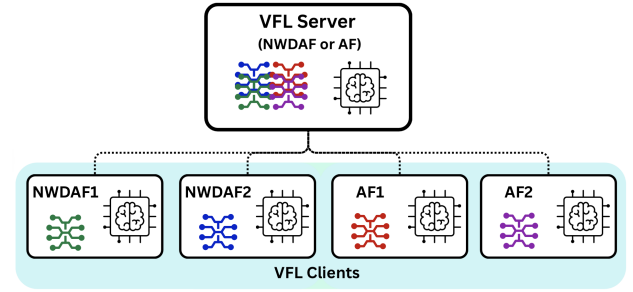 VFL Server
(NWDAF or AF)
NWDAF1
NWDAF2
AF1
AF2
VFL Clients